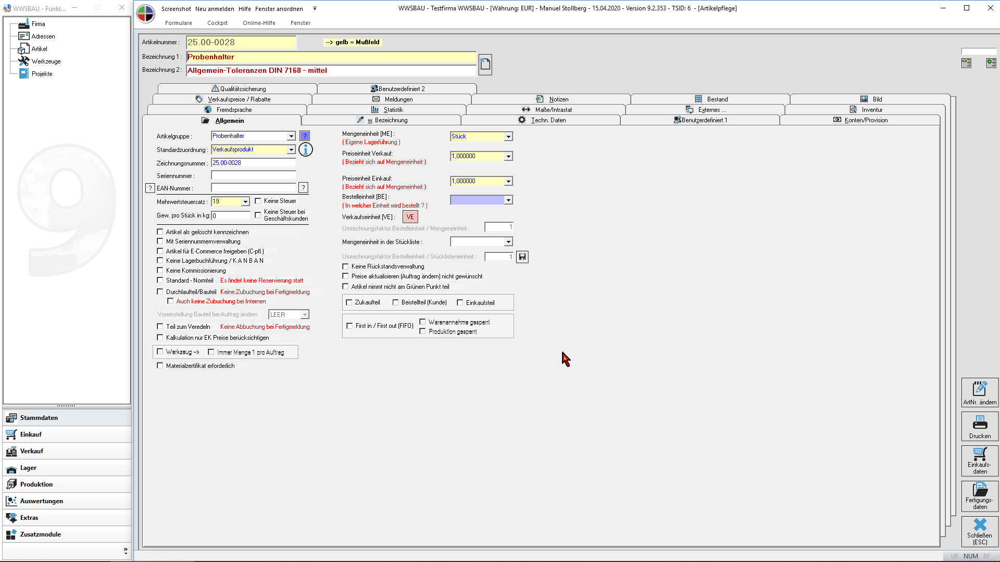 WWSBAU - Funkt...
Firma
Adressen
Artikel
Werkzeuge
Projekte
Stammdaten
Einkauf
Verkauf
Lager
Produktion
Auswertungen
Extras
Zusatzmodule
Screenshot Neu anmelden Hilfe Fenster anordnen
WWSBAU - Testfirma WWSBAU - [Währung: EUR] - Manuel Stollberg - 15.04.2020 - Version 9.2.353 - TSID: 6 - [Artikelpflege]
Formulare Cockpit Online-Hilfe Fenster
Artikelnummer : 25.00-0028 --> gelb = Mußfeld
Bezeichnung 1 : Probenhalter
Bezeichnung 2 : Allgemein-Toleranzen DIN 7168 - mittel
Qualitätssicherung Benutzerdefiniert 2
Verkaufspreise / Rabatte Meldungen Notizen Bestand Bild
Fremdsprache Statistik Maße/Intrastat Externes ... Inventur
Allgemein w. Bezeichnung Techn. Daten Benutzerdefiniert 1 Konten/Provision
Artikelgruppe : Probenhalter ?
Standardzuordnung : Verkaufsprodukt
Zeichnungsnummer : 25.00-0028
Seriennummer :
? EAN-Nummer : ?
Mehrwertsteuersatz : 19 Keine Steuer
Gew. pro Stück in kg: 0 Keine Steuer bei
Geschäftskunden
Artikel als gelöscht kennzeichnen
Mit Seriennummernverwaltung
Artikel für E-Commerce freigeben (C-pfl.)
Keine Lagerbuchführung / K A N B A N
Keine Kommissionierung
Standard - Normteil Es findet keine Reservierung statt
Durchlaufteil/Bauteil Keine Zubuchung bei Fertigmeldung
Auch keine Zubuchung bei Internen
Voreinstellung Bauteil bei Auftrag ändern LEER
Teil zum Veredeln Keine Abbuchung bei Fertigmeldung
Kalkulation nur EK Preise berücksichtigen
Werkzeug --> Immer Menge 1 pro Auftrag
Materialzertifikat erforderlich
Mengeneinheit [ME] : Stück
( Eigene Lagerführung )
Preiseinheit Verkauf: 1,000000
( Bezieht sich auf Mengeneinheit )
Preiseinheit Einkauf: 1,000000
( Bezieht sich auf Mengeneinheit )
Bestelleinheit [BE] :
( In welcher Einheit wird bestellt ? )
Verkaufseinheit [VE] : VE
Umrechnungsfaktor Bestelleinheit / Mengeneinheit : 1
Mengeneinheit in der Stückliste :
Umrechnungsfaktor Bestelleinheit / Stücklisteneinheit : 1
Keine Rückstandsverwaltung
Preise aktualisieren (Auftrag ändern) nicht gewünscht
Artikel nimmt nicht am Grünen Punkt teil
Zukaufteil Beistellteil (Kunde) Einkaufsteil
First in / First out (FIFO) Warenannahme gesperrt
Produktion gesperrt
ArtNr. ändern
Drucken
Einkaufs-
daten
Fertigungs-
daten
Schließen
(ESC)
UF NUM RF